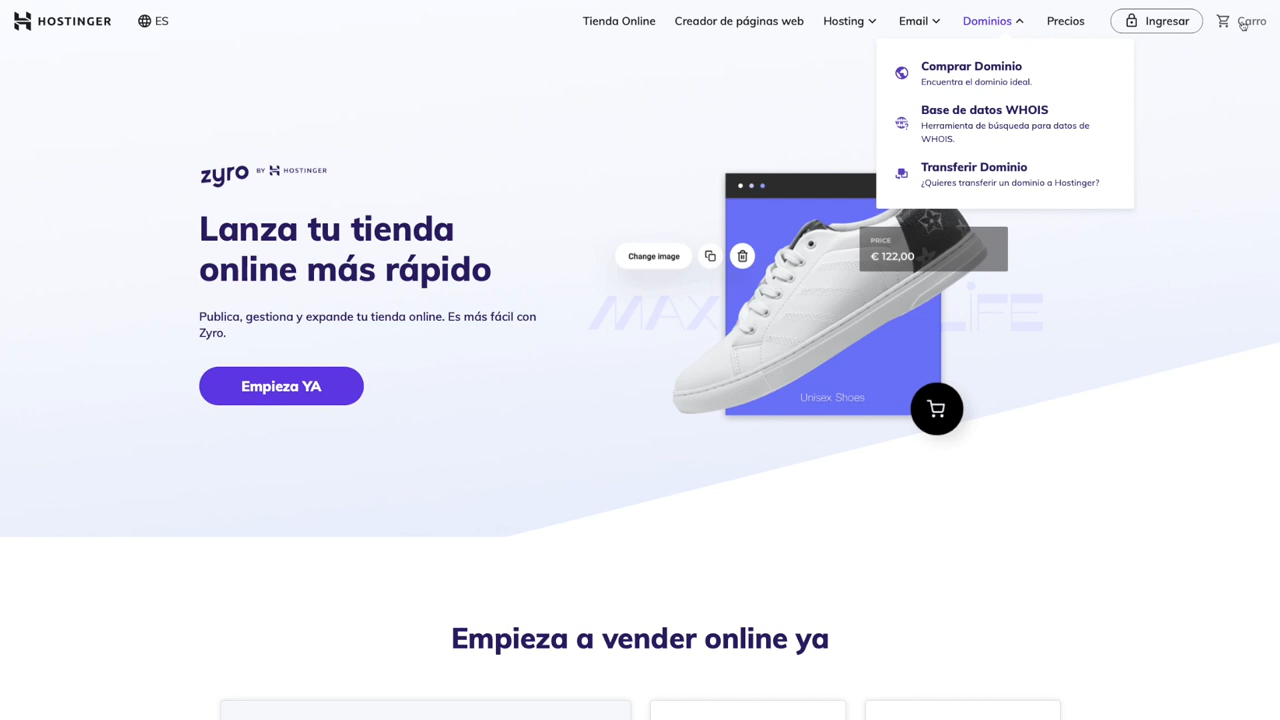 HOSTINGER
ES
Tienda Online
Creador de páginas web
Hosting
Email
Dominios
Precios
Ingresar
Carro
Comprar Dominio
Encuentra el dominio ideal.
Base de datos WHOIS
Herramienta de búsqueda para datos de
WHOIS.
Transferir Dominio
¿Quieres transferir un dominio a Hostinger?
zyro BY HOSTINGER
Lanza tu tienda
online más rápido
Publica, gestiona y expande tu tienda online. Es más fácil con
Zyro.
Empieza YA
Change image
PRICE
€ 122,00
MAX
LiFE
Unisex Shoes
Empieza a vender online ya